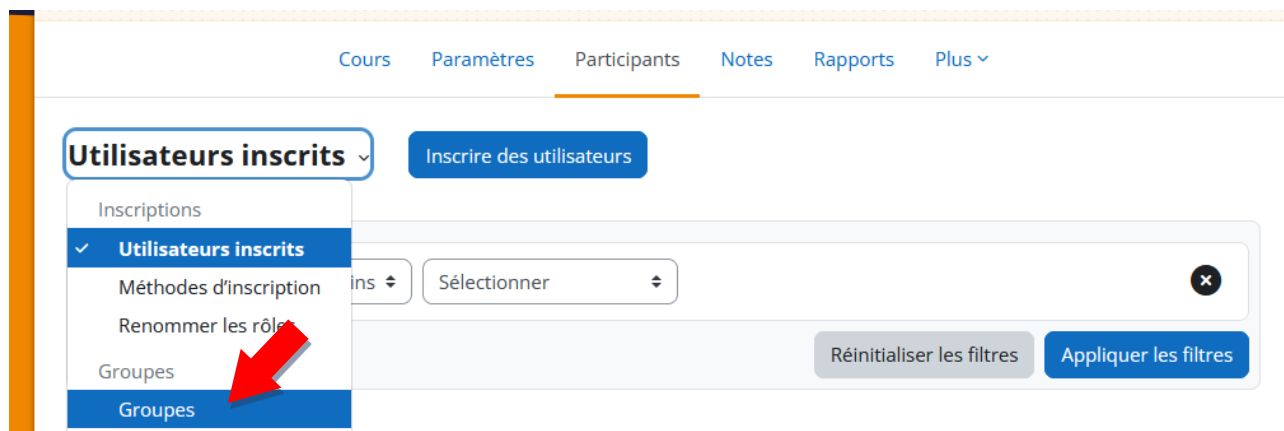 Cours Paramètres Participants Notes Rapports Plus
Utilisateurs inscrits Inscrire des utilisateurs
Inscriptions
Utilisateurs inscrits
Méthodes d'inscription
Sélectionner
Renommer les rôles
Réinitialiser les filtres Appliquer les filtres
Groupes
Groupes